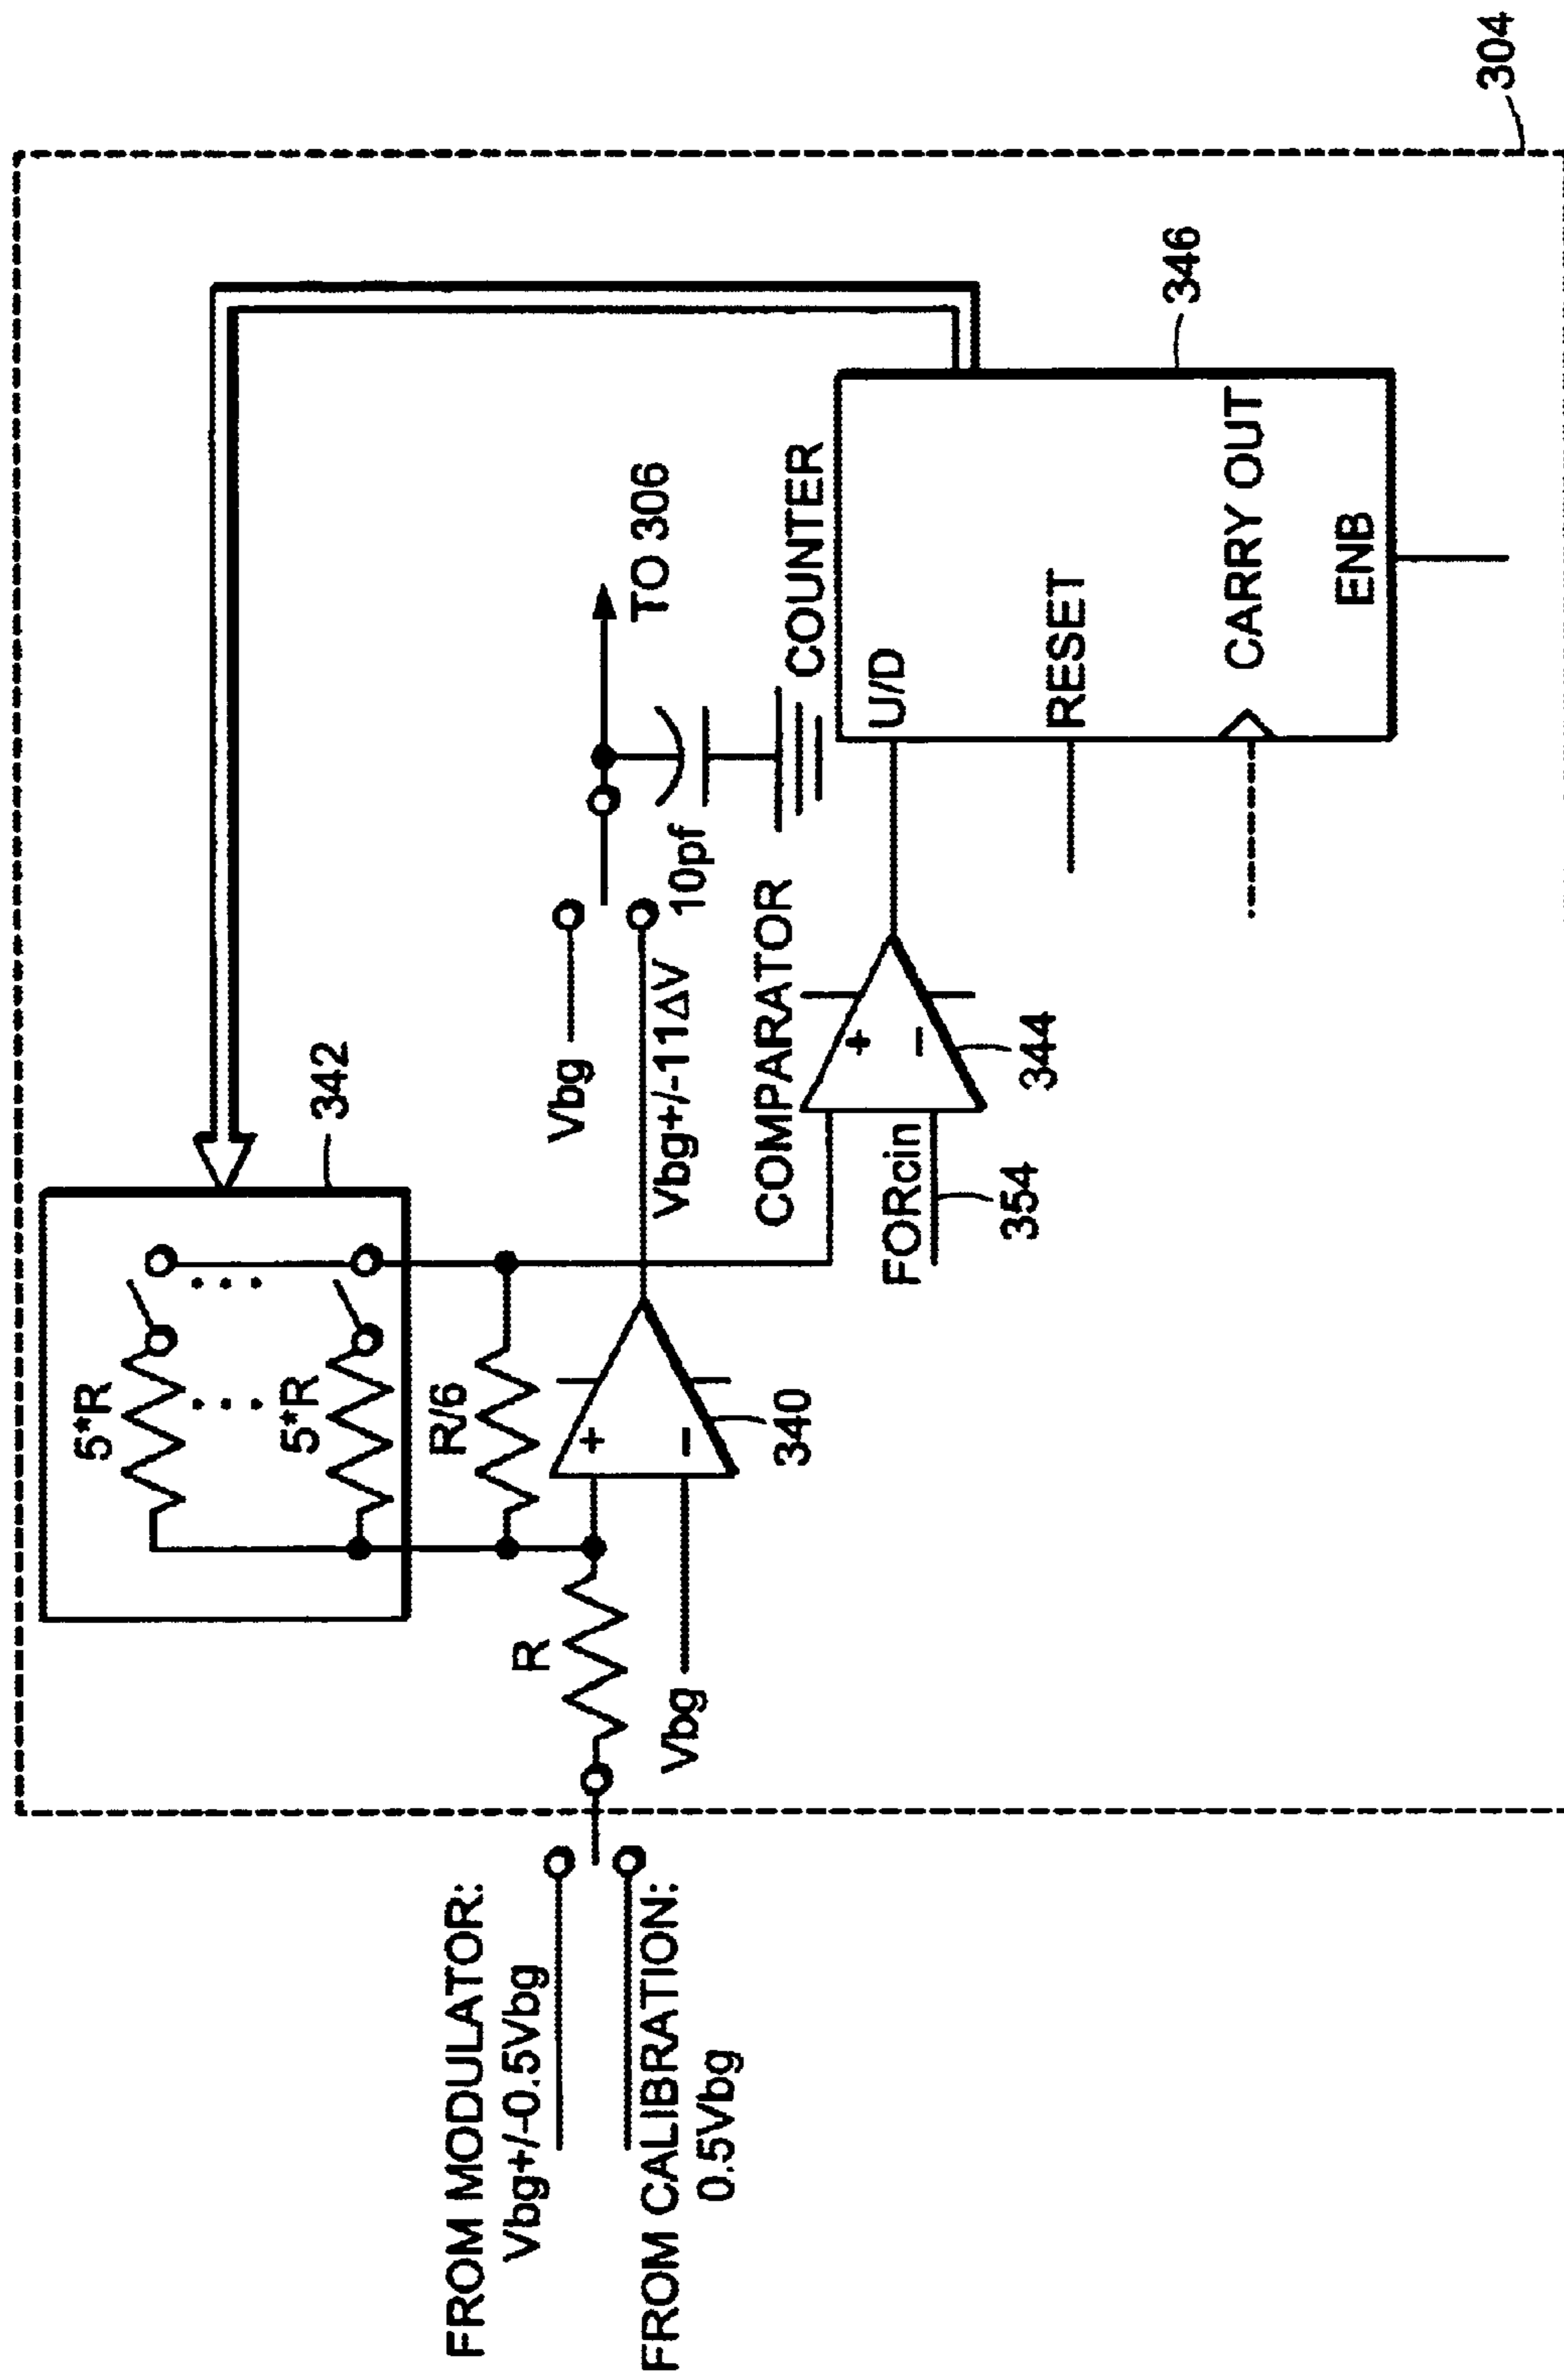 304
342
5*R
5*R
R/6
R
+
-
340
Vbg
FROM MODULATOR:
Vbg+/-0.5Vbg
FROM CALIBRATION:
0.5Vbg
Vbg
Vbg+/-11ΔV
10pf
TO 306
COMPARATOR
+
-
344
FORcin
354
COUNTER
346
U/D
RESET
CARRY OUT
ENB